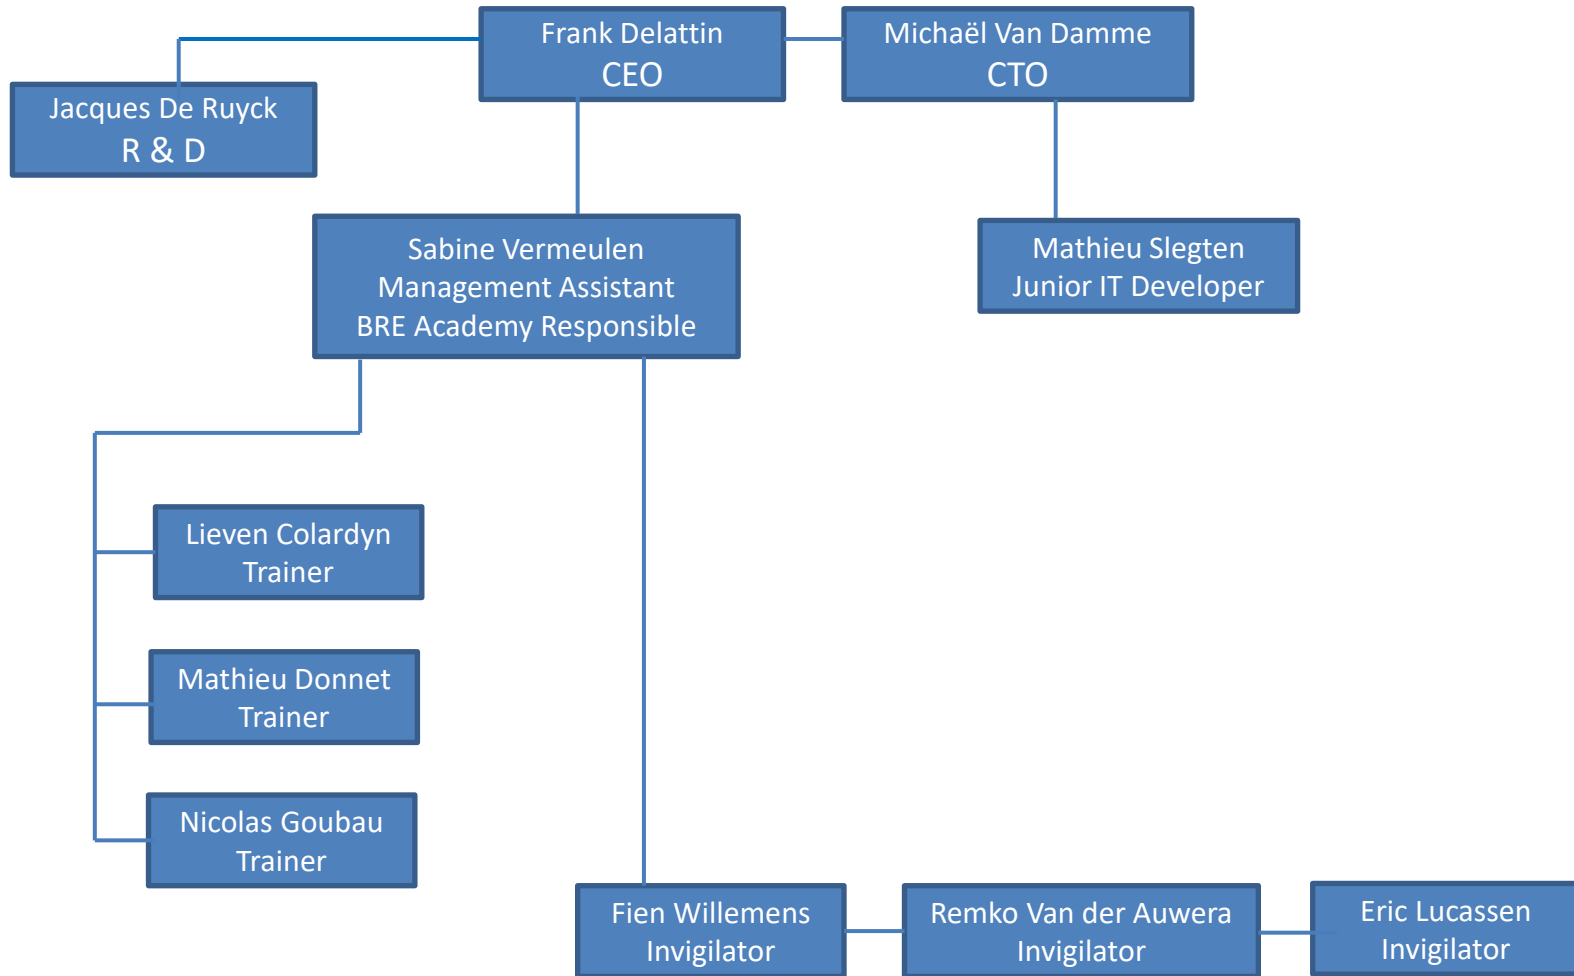 Frank Delattin
CEO
Michaël Van Damme
CTO
Jacques De Ruyck
R & D
Sabine Vermeulen
Management Assistant
BRE Academy Responsible
Mathieu Slegten
Junior IT Developer
Lieven Colardyn
Trainer
Mathieu Donnet
Trainer
Nicolas Goubau
Trainer
Fien Willemens
Invigilator
Remko Van der Auwera
Invigilator
Eric Lucassen
Invigilator